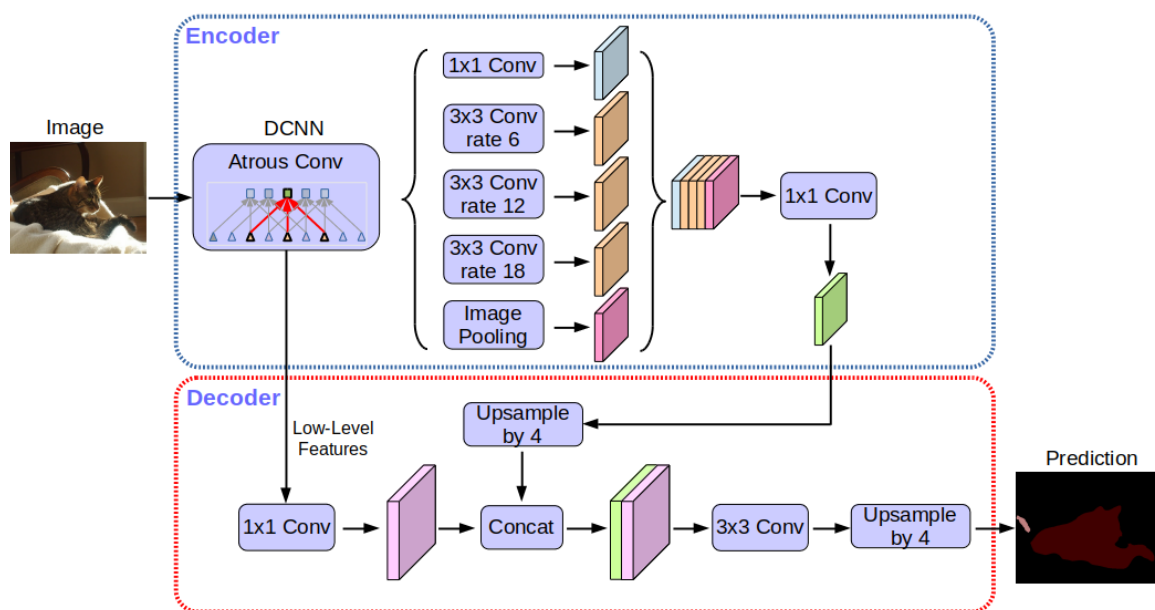 Encoder
Image
DCNN
Atrous Conv
1x1 Conv
3x3 Conv
rate 6
3x3 Conv
rate 12
3x3 Conv
rate 18
Image
Pooling
1x1 Conv
Decoder
Low-Level
Features
Upsample
by 4
1x1 Conv
Concat
3x3 Conv
Upsample
by 4
Prediction